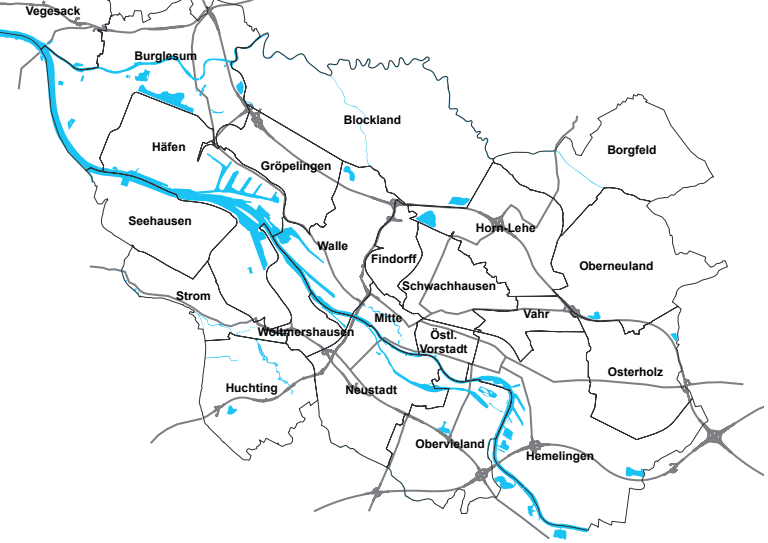 Vegesack
Burglesum
Blockland
Häfen
Borgfeld
Gröpelingen
Seehausen
Horn-Lehe
Walle
Findorff
Oberneuland
Schwachhausen
Strom
Vahr
Mitte
Woltmershausen
Östl.
Vorstadt
Osterholz
Huchting
Neustadt
Obervieland
Hemelingen